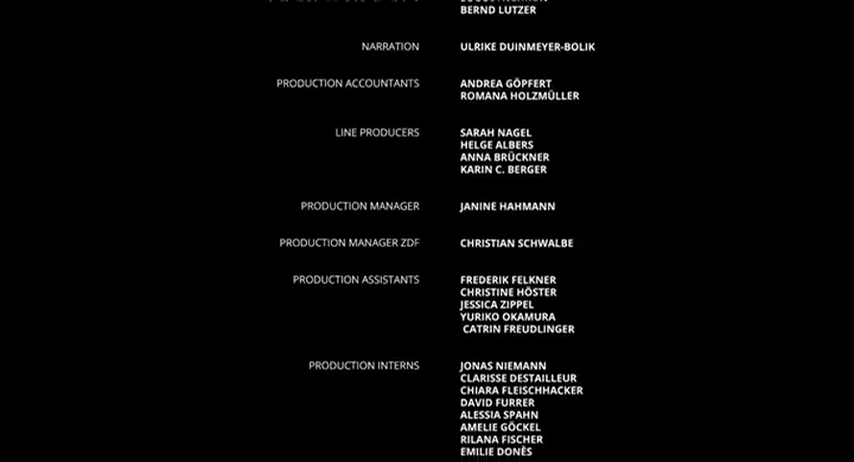 BERND LUTZER
NARRATION ULRIKE DUINMEYER-BOLIK
PRODUCTION ACCOUNTANTS ANDREA GÖPFERT
ROMANA HOLZMÜLLER
LINE PRODUCERS SARAH NAGEL
HELGE ALBERS
ANNA BRÜCKNER
KARIN C. BERGER
PRODUCTION MANAGER JANINE HAHMANN
PRODUCTION MANAGER ZDF CHRISTIAN SCHWALBE
PRODUCTION ASSISTANTS FREDERIK FELKNER
CHRISTINE HÖSTER
JESSICA ZIPPEL
YURIKO OKAMURA
CATRIN FREUDLINGER
PRODUCTION INTERNS JONAS NIEMANN
CLARISSE DESTAILLEUR
CHIARA FLEISCHHACKER
DAVID FURRER
ALESSIA SPAHN
AMELIE GÖCKEL
RILANA FISCHER
EMILIE DONÈS